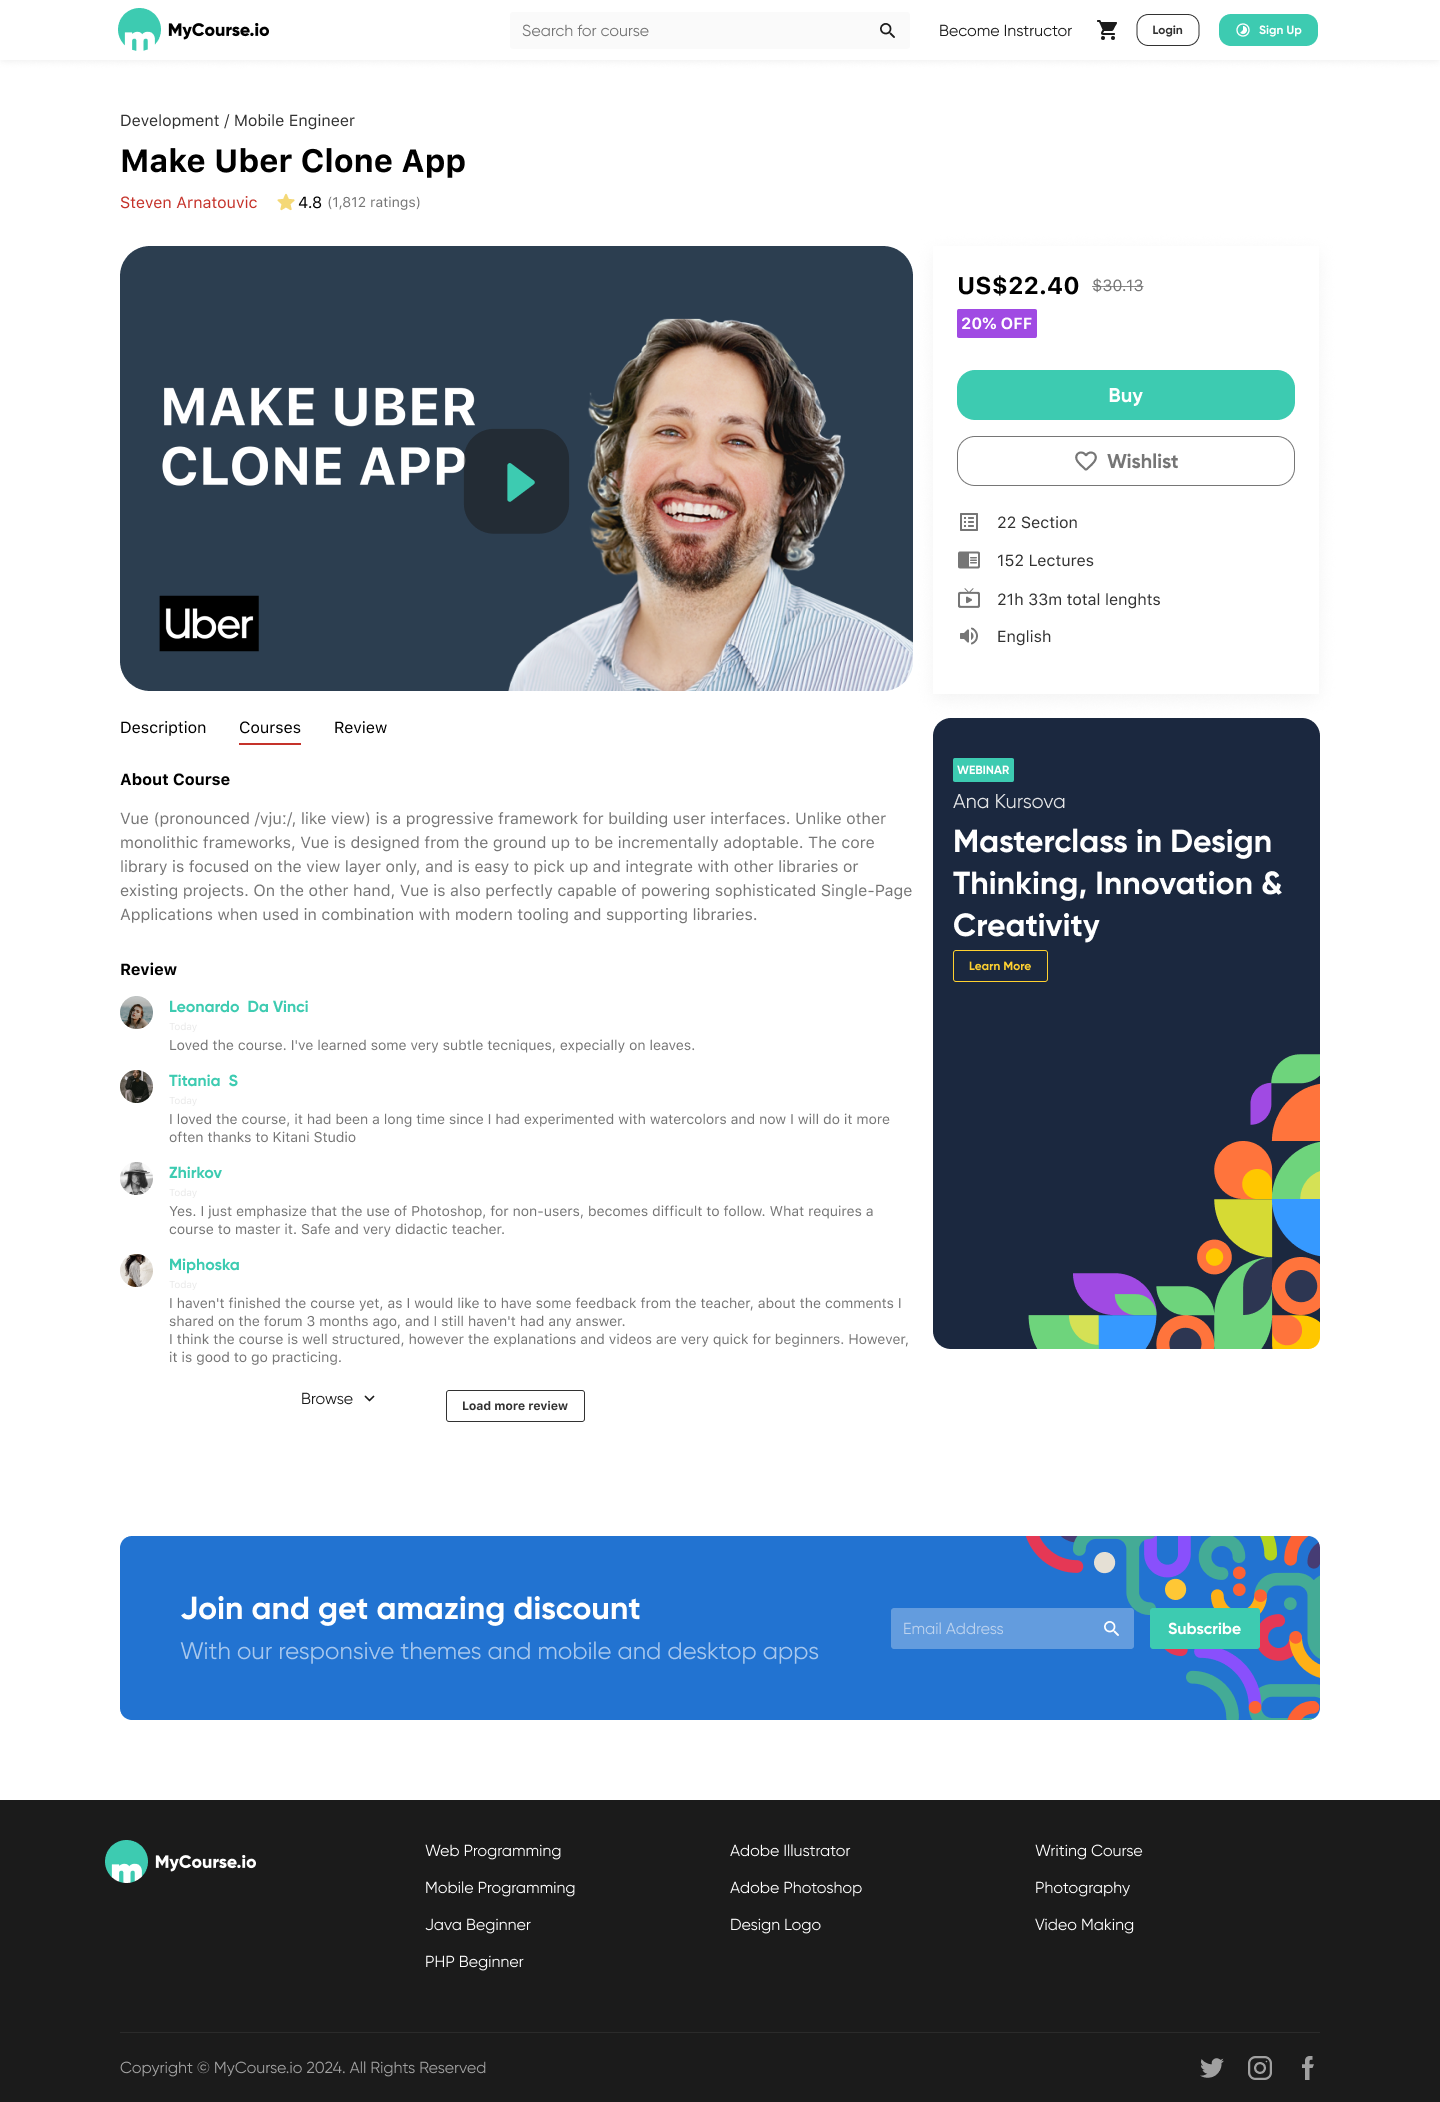 MyCourse.io
Search for course
Become Instructor
Login
Sign Up
Development / Mobile Engineer
Make Uber Clone App
Steven Arnatouvic
4.8 (1,812 ratings)
MAKE UBER
CLONE APP
Uber
US$22.40 $30.13
20% OFF
Buy
Wishlist
22 Section
152 Lectures
21h 33m total lenghts
English
Description
Courses
Review
About Course
Vue (pronounced /vju:/, like view) is a progressive framework for building user interfaces. Unlike other
monolithic frameworks, Vue is designed from the ground up to be incrementally adoptable. The core
library is focused on the view layer only, and is easy to pick up and integrate with other libraries or
existing projects. On the other hand, Vue is also perfectly capable of powering sophisticated Single-Page
Applications when used in combination with modern tooling and supporting libraries.
WEBINAR
Ana Kursova
Masterclass in Design
Thinking, Innovation &
Creativity
Learn More
Review
Leonardo Da Vinci
Today
Loved the course. I've learned some very subtle tecniques, expecially on leaves.
Titania S
Today
I loved the course, it had been a long time since I had experimented with watercolors and now I will do it more
often thanks to Kitani Studio
Zhirkov
Today
Yes. I just emphasize that the use of Photoshop, for non-users, becomes difficult to follow. What requires a
course to master it. Safe and very didactic teacher.
Miphoska
Today
I haven't finished the course yet, as I would like to have some feedback from the teacher, about the comments I
shared on the forum 3 months ago, and I still haven't had any answer.
I think the course is well structured, however the explanations and videos are very quick for beginners. However,
it is good to go practicing.
Browse
Load more review
Join and get amazing discount
With our responsive themes and mobile and desktop apps
Email Address
Subscribe
MyCourse.io
Web Programming
Mobile Programming
Java Beginner
PHP Beginner
Adobe Illustrator
Adobe Photoshop
Design Logo
Writing Course
Photography
Video Making
Copyright © MyCourse.io 2024. All Rights Reserved